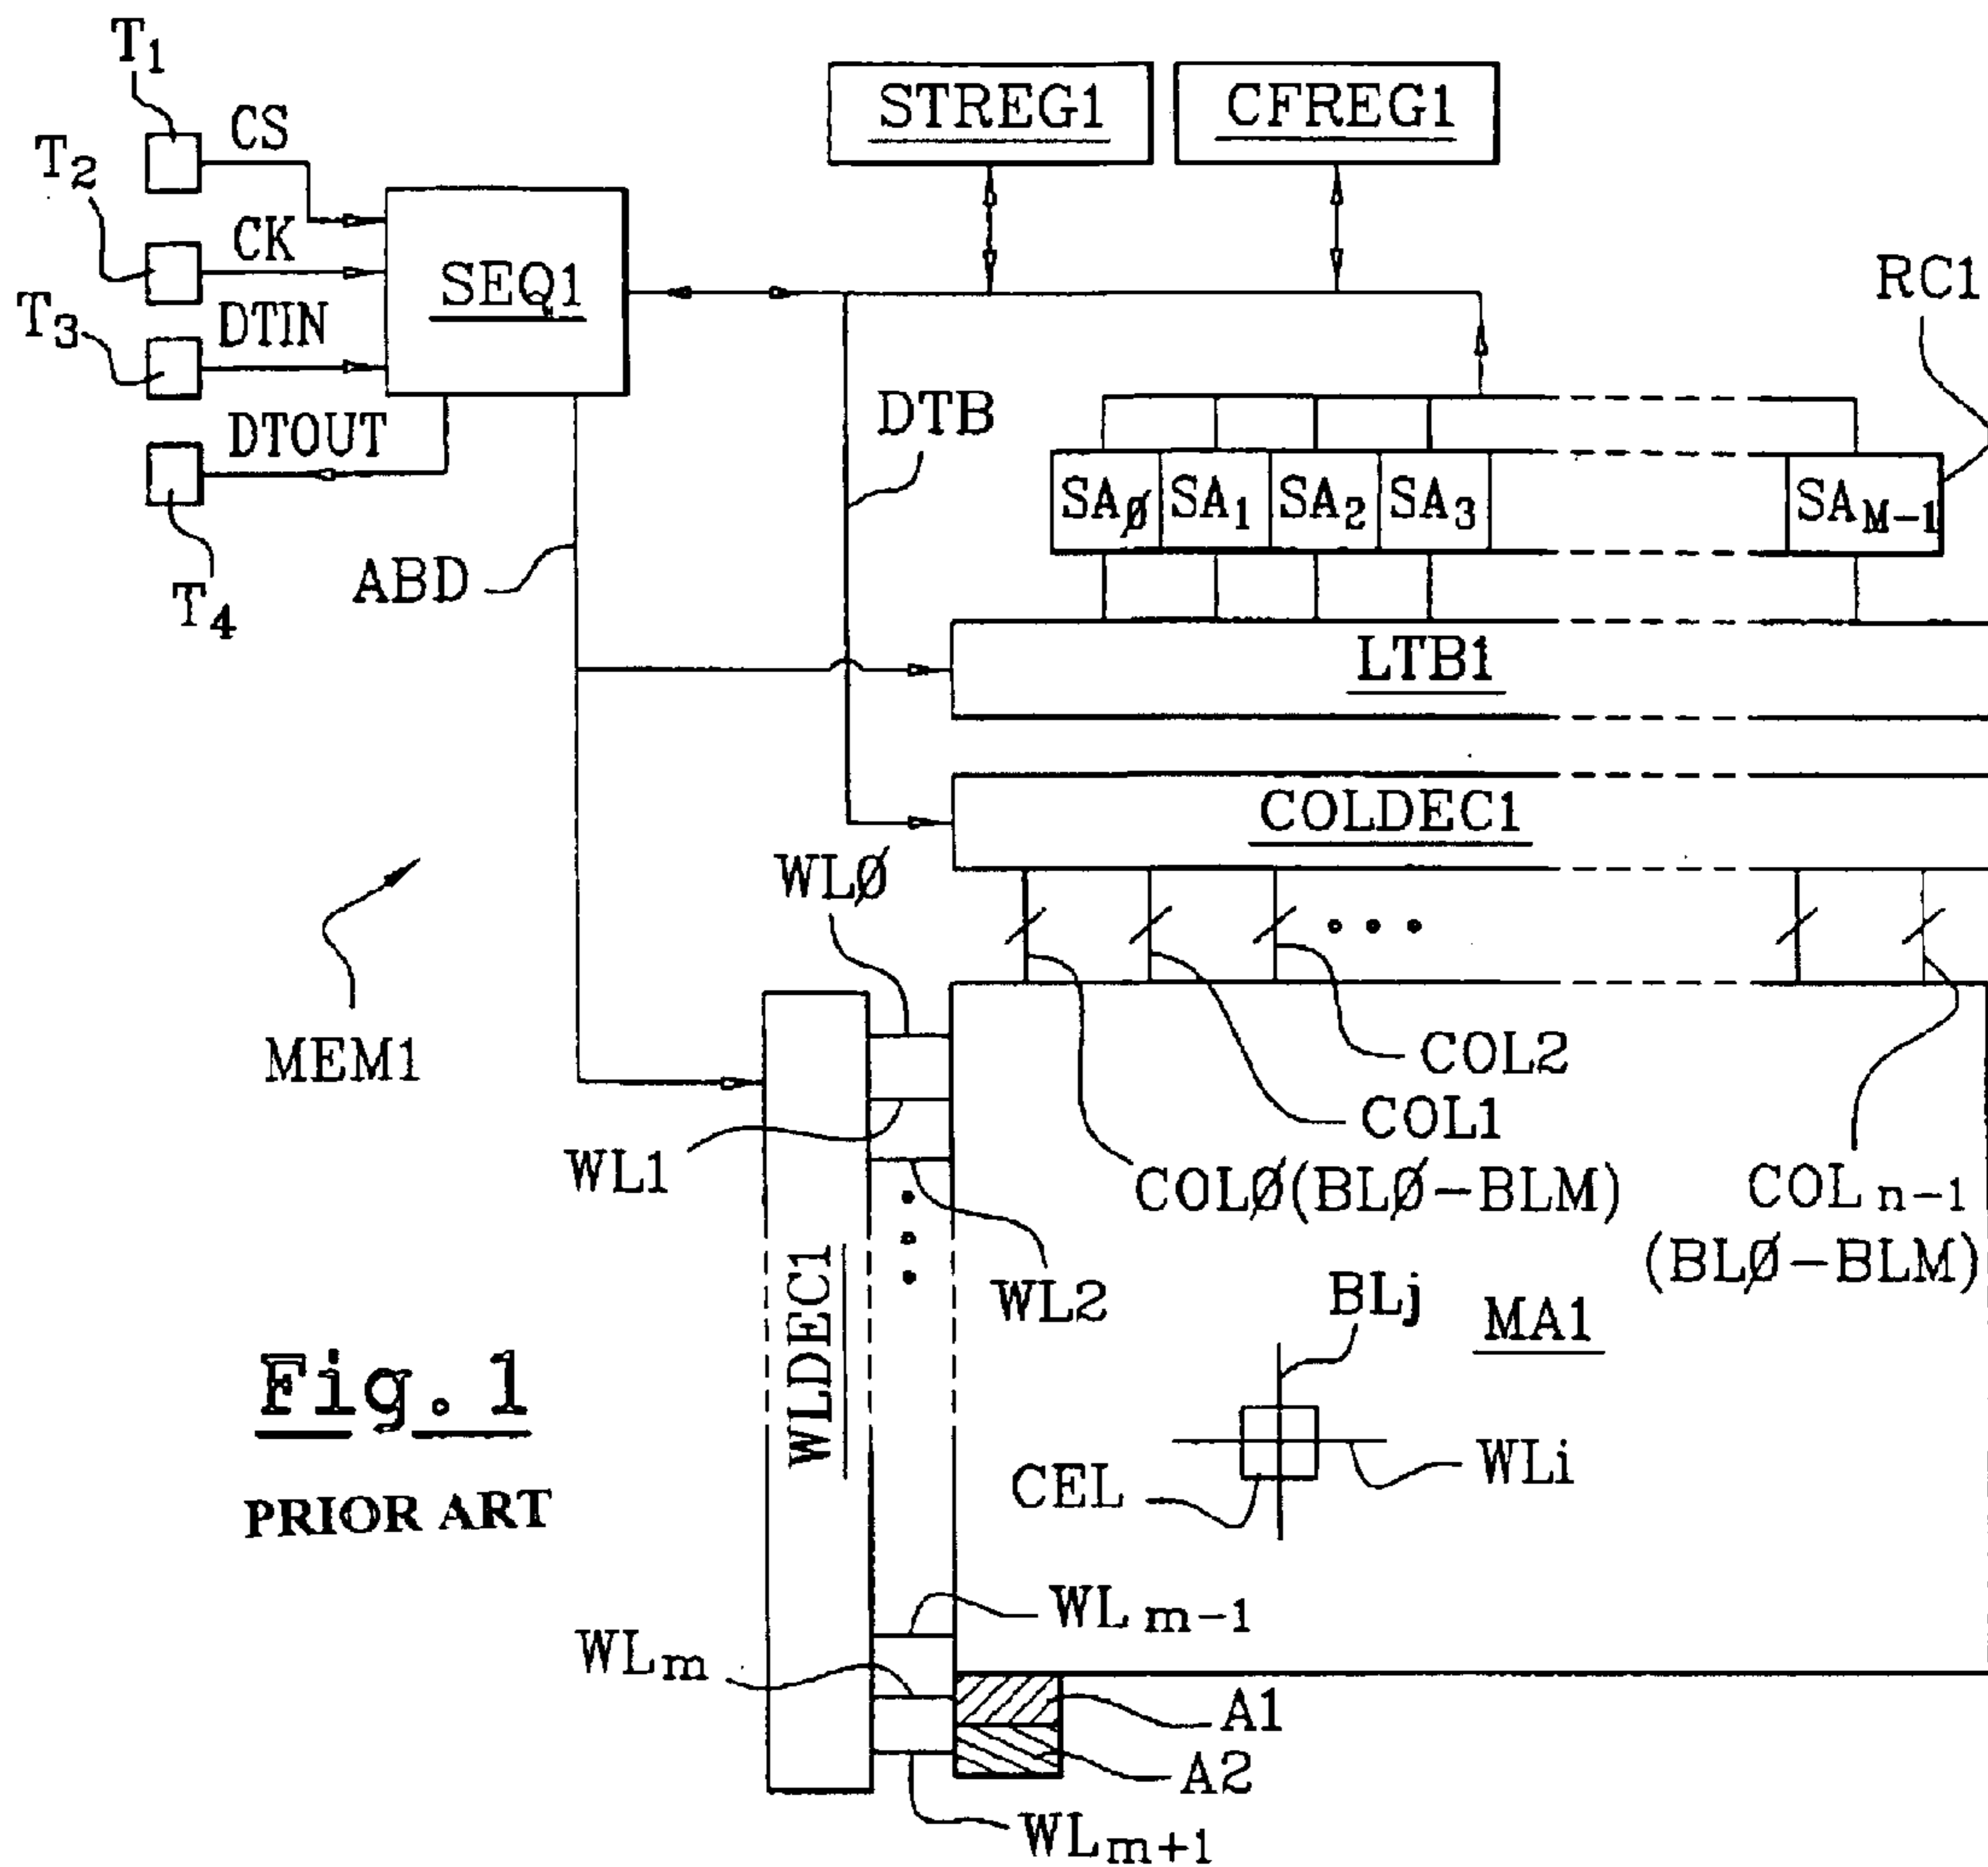 T1
CS
STREG1
CFREG1
T2
CK
SEQ1
RC1
T3
DTIN
DTB
DTOUT
SAØ
SA1
SA2
SA3
SAM-1
ABD
T4
LTB1
COLDEC1
WLØ
MEM1
COL2
COL1
WL1
COLØ(BLØ-BLM)
COL n-1
(BLØ-BLM)
WL2
WLDEC1
BLj
MA1
Fig. 1
WLi
CEL
PRIOR ART
WL m-1
WLm
A1
A2
WLm+1